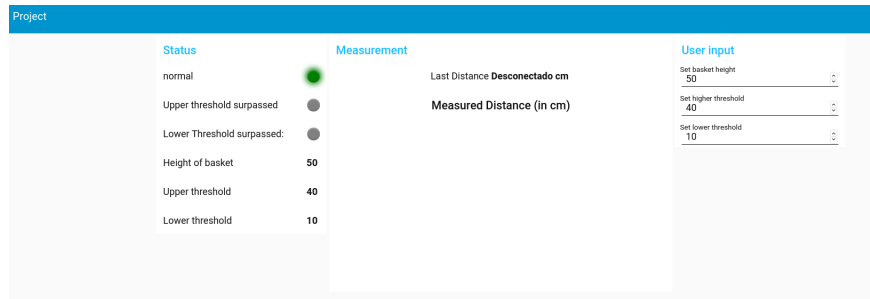 Project
Status
normal
Upper threshold surpassed
Lower Threshold surpassed:
Height of basket 50
Upper threshold 40
Lower threshold 10
Measurement
Last Distance Desconectado cm
Measured Distance (in cm)
User input
Set basket height
50
Set higher threshold
40
Set lower threshold
10